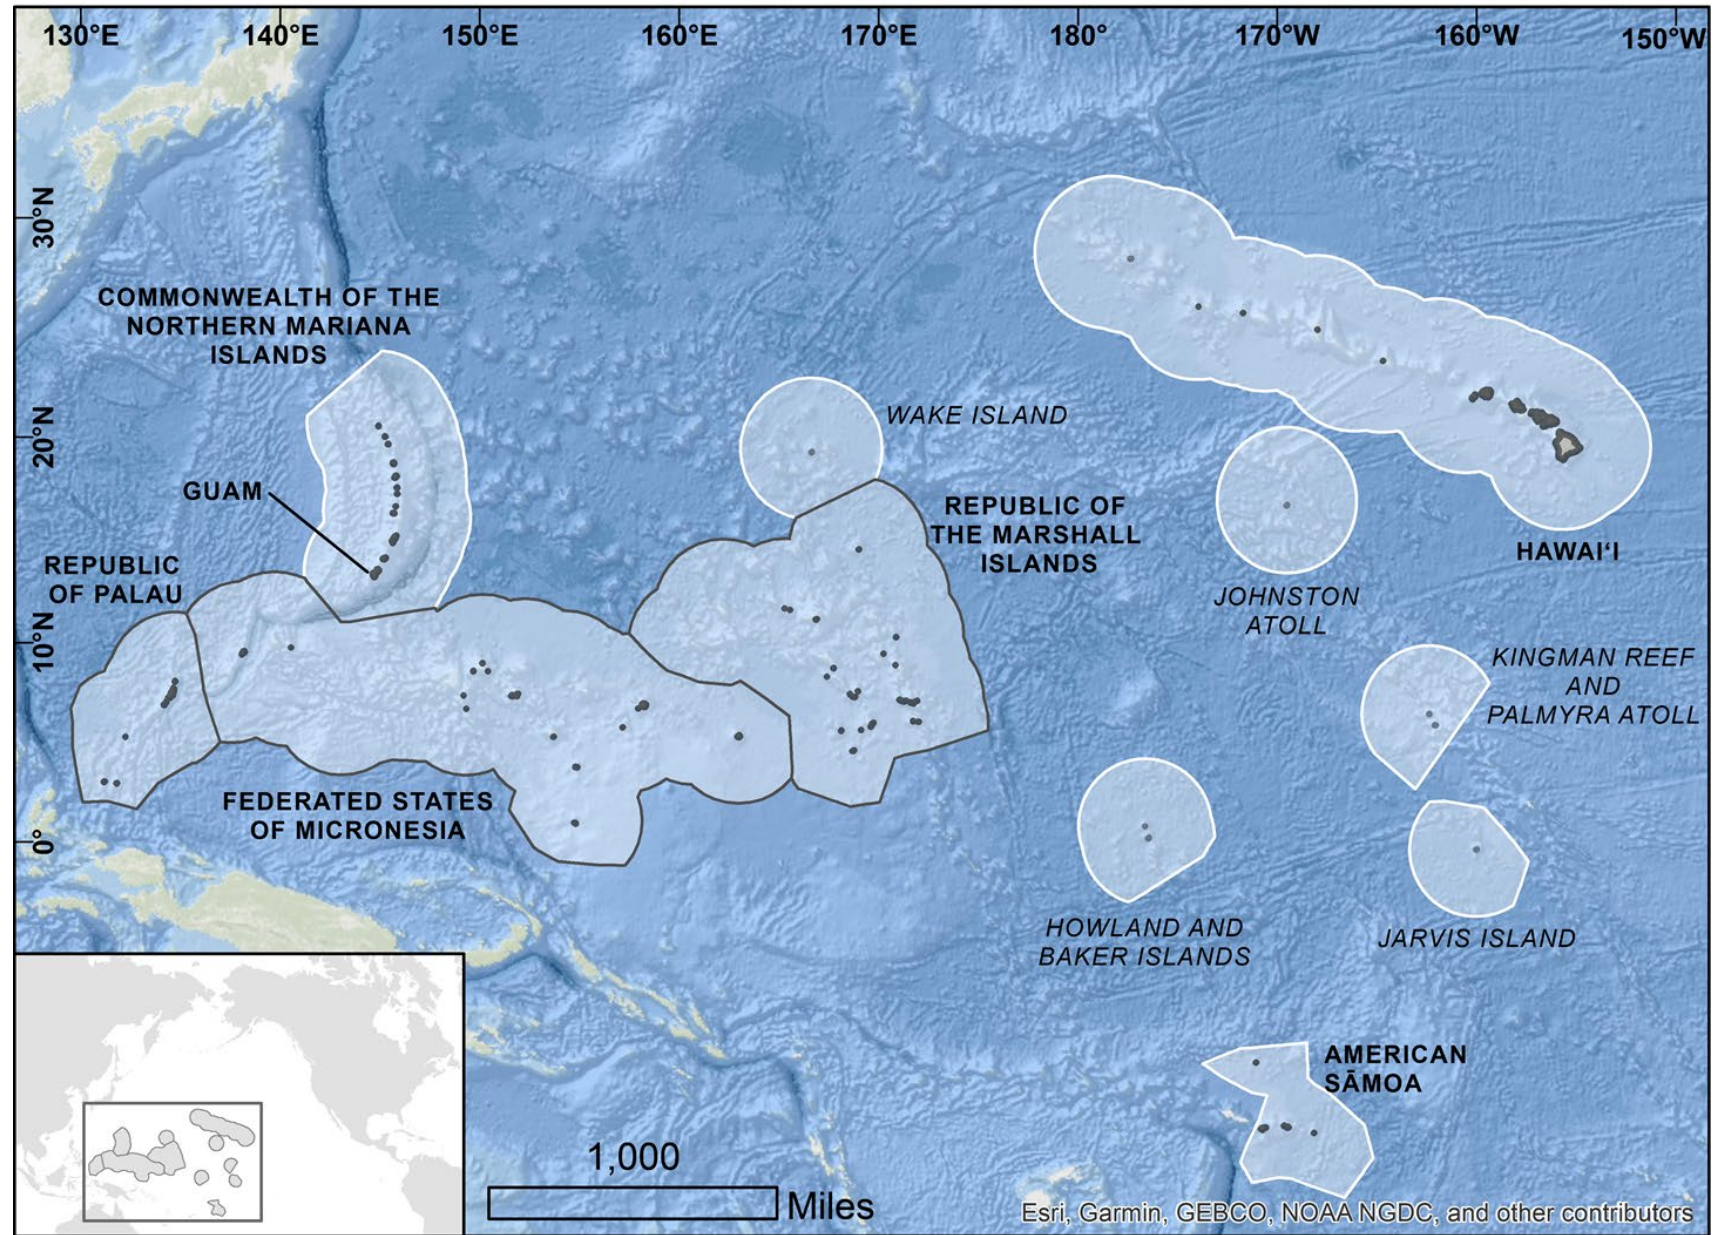 130°E 140°E 150°E 160°E 170°E 180° 170°W 160°W 150°W
30°N
20°N
10°N
0°
COMMONWEALTH OF THE
NORTHERN MARIANA
ISLANDS
GUAM
REPUBLIC
OF PALAU
FEDERATED STATES
OF MICRONESIA
WAKE ISLAND
REPUBLIC OF
THE MARSHALL
ISLANDS
HAWAIʻI
JOHNSTON
ATOLL
KINGMAN REEF
AND
PALMYRA ATOLL
HOWLAND AND
BAKER ISLANDS
JARVIS ISLAND
AMERICAN
SĀMOA
1,000
Miles
Esri, Garmin, GEBCO, NOAA NGDC, and other contributors